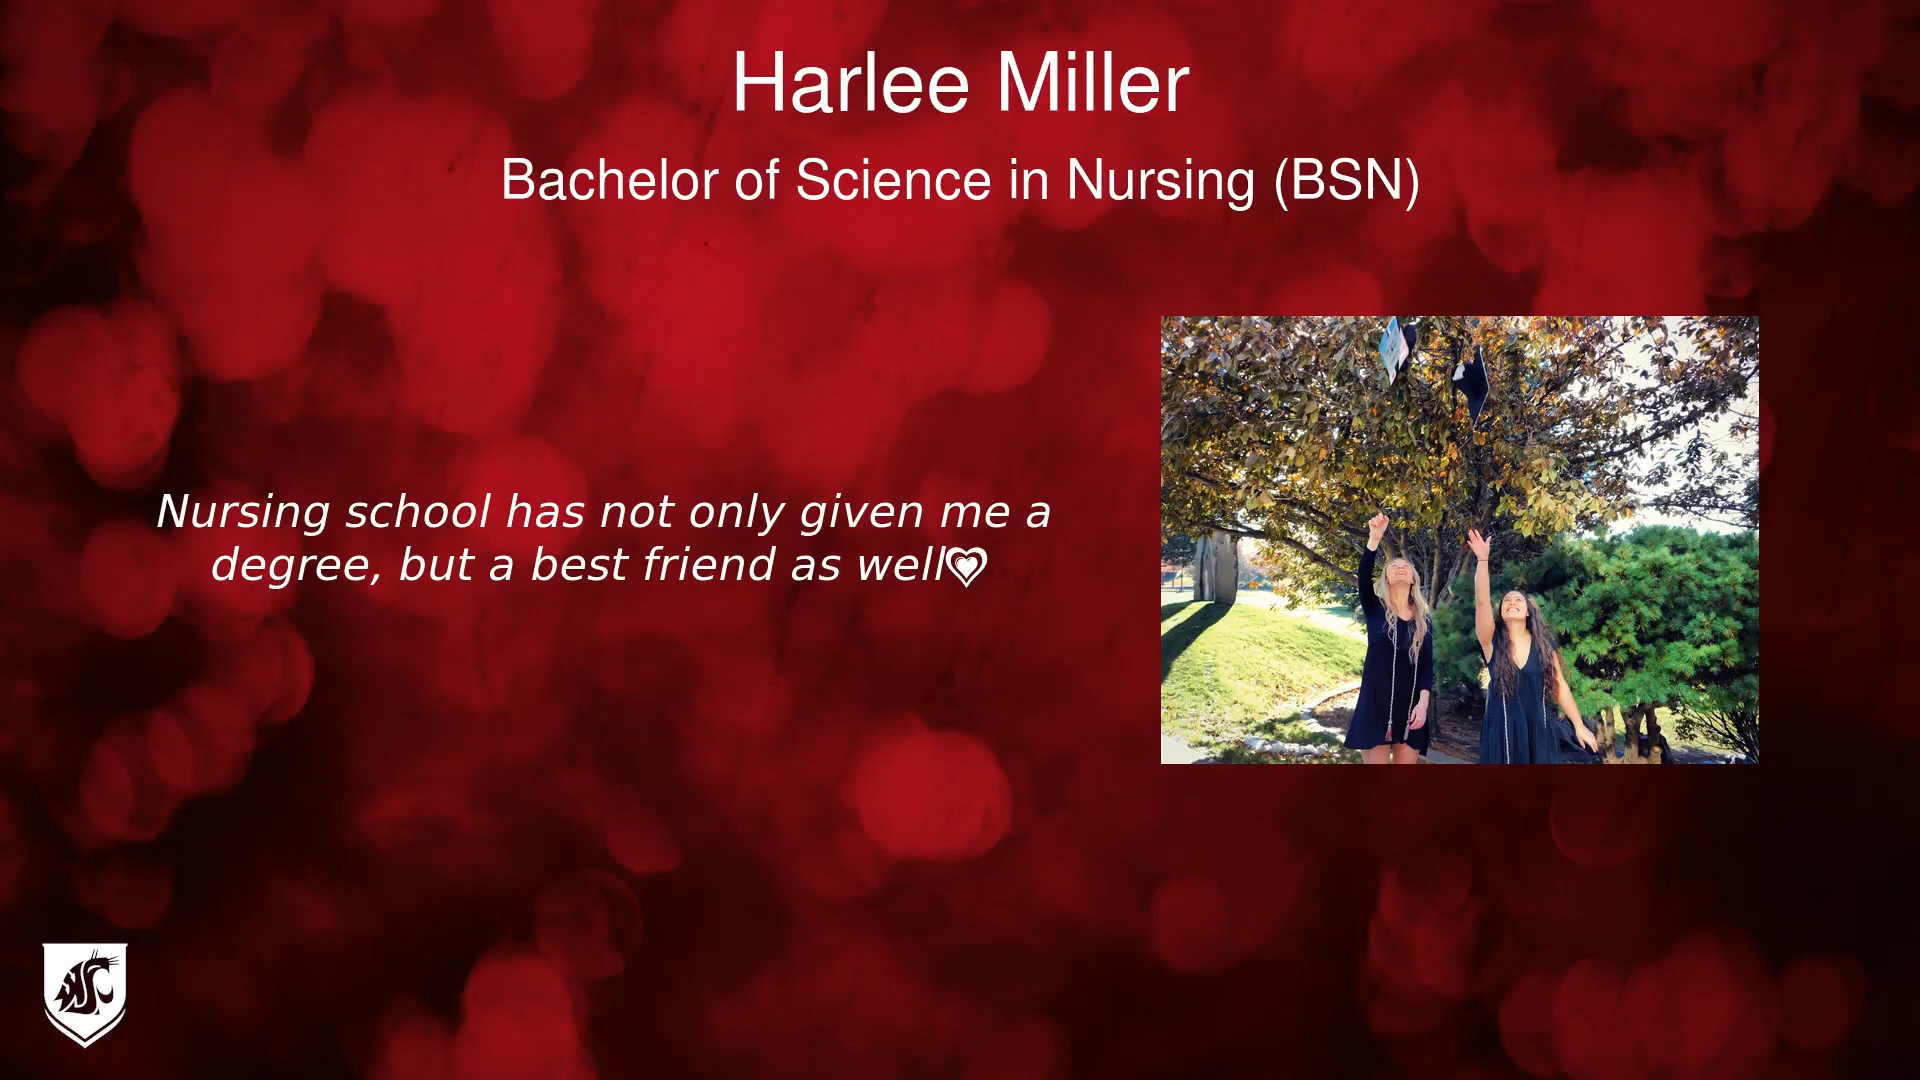 Harlee Miller
Bachelor of Science in Nursing (BSN)
Nursing school has not only given me a
degree, but a best friend as well💗